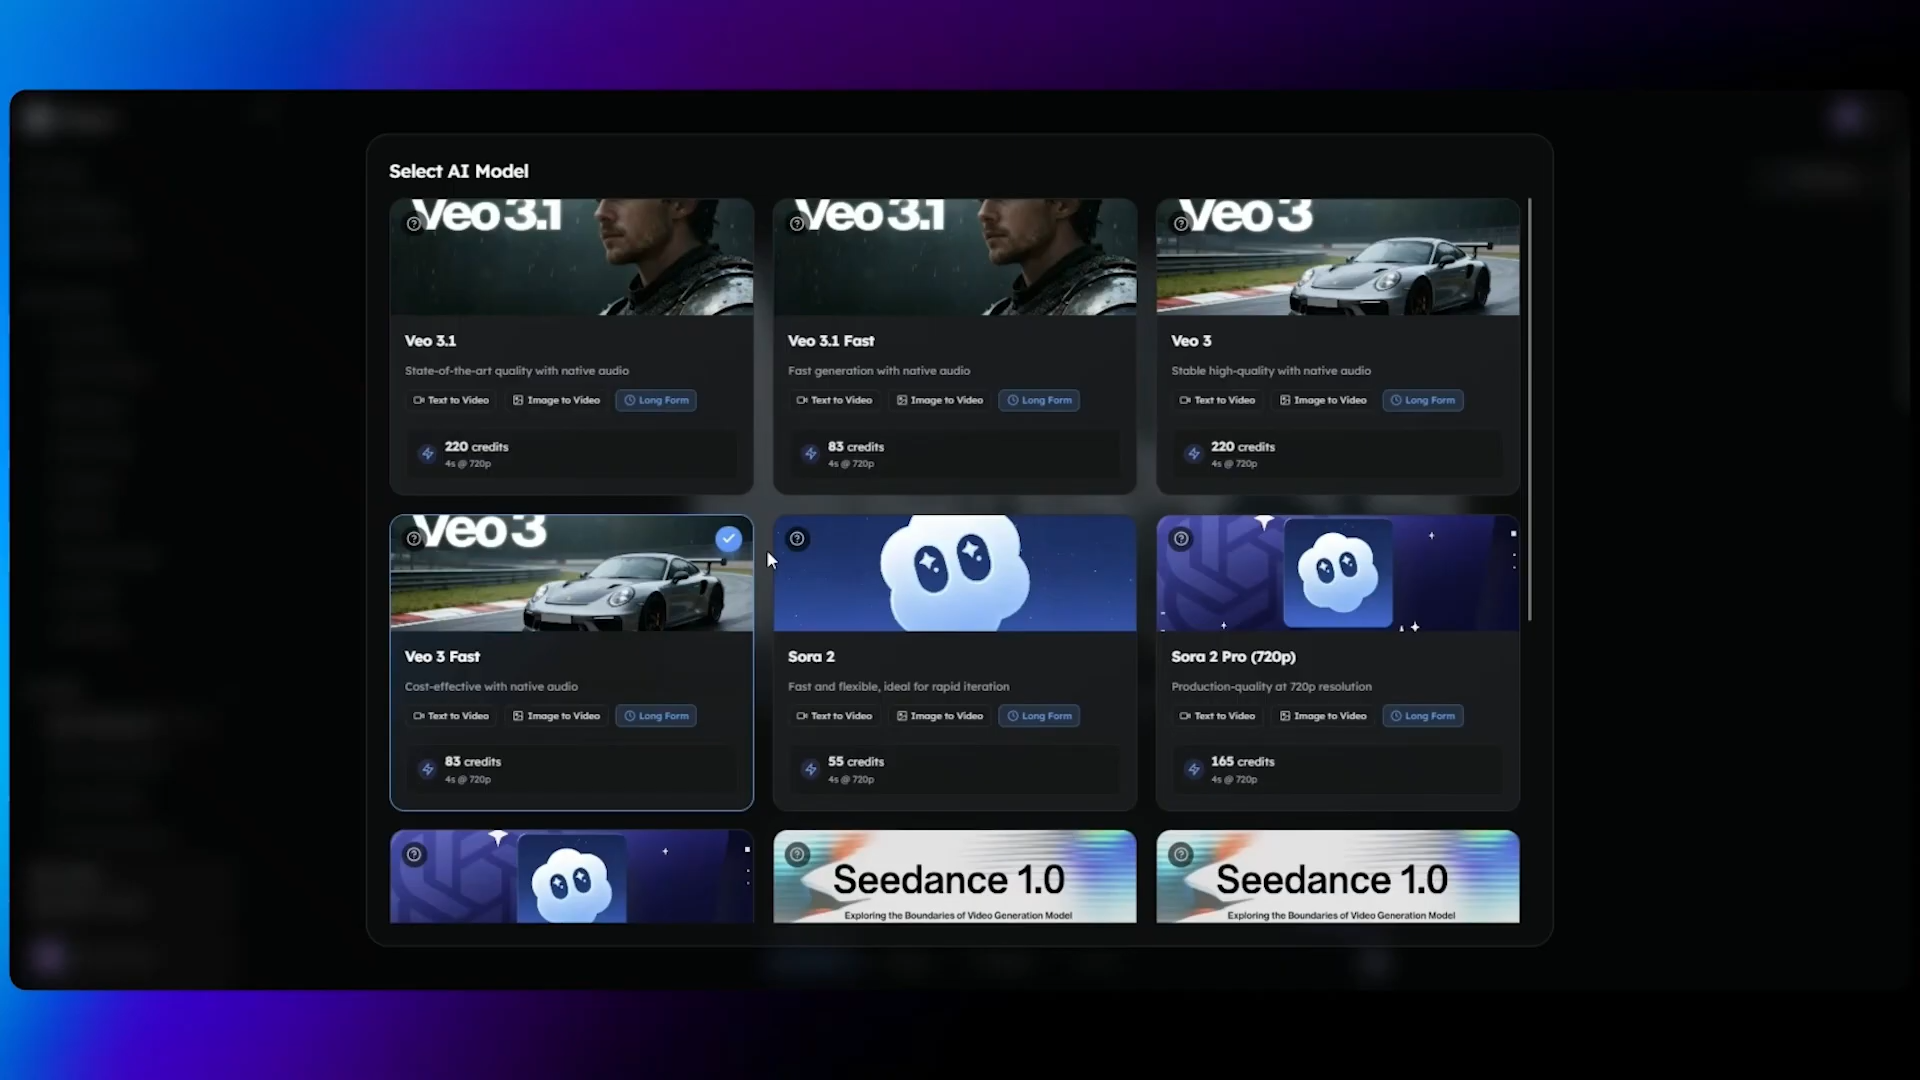 Select AI Model
Veo 3.1
Veo 3.1
State-of-the-art quality with native audio
Text to Video
Image to Video
Long Form
220 credits
4s @ 720p
Veo 3.1
Veo 3.1 Fast
Fast generation with native audio
Text to Video
Image to Video
Long Form
83 credits
4s @ 720p
Veo 3
Veo 3
Stable high-quality with native audio
Text to Video
Image to Video
Long Form
220 credits
4s @ 720p
Veo 3
Veo 3 Fast
Cost-effective with native audio
Text to Video
Image to Video
Long Form
83 credits
4s @ 720p
Sora 2
Fast and flexible, ideal for rapid iteration
Text to Video
Image to Video
Long Form
55 credits
4s @ 720p
Sora 2 Pro (720p)
Production-quality at 720p resolution
Text to Video
Image to Video
Long Form
165 credits
4s @ 720p
Seedance 1.0
Exploring the Boundaries of Video Generation Model
Seedance 1.0
Exploring the Boundaries of Video Generation Model